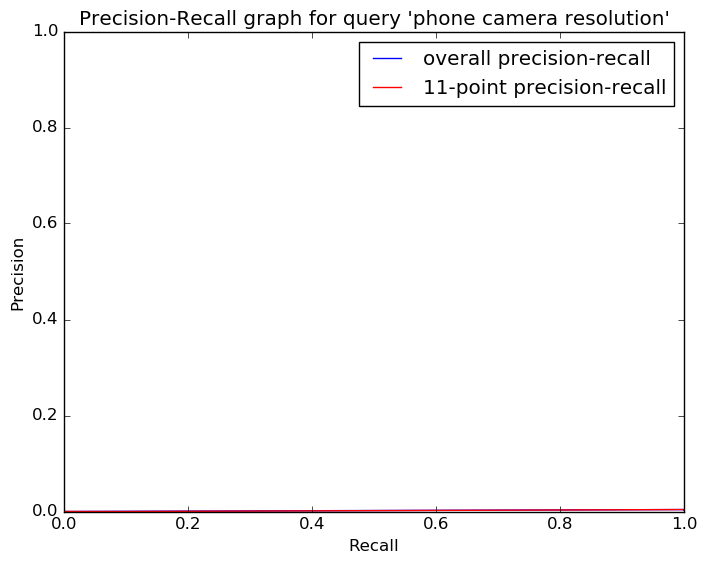 Precision-Recall graph for query 'phone camera resolution'
1.0
overall precision-recall
11-point precision-recall
0.8
0.6
Precision
0.4
0.2
0.0
0.0 0.2 0.4 0.6 0.8 1.0
Recall